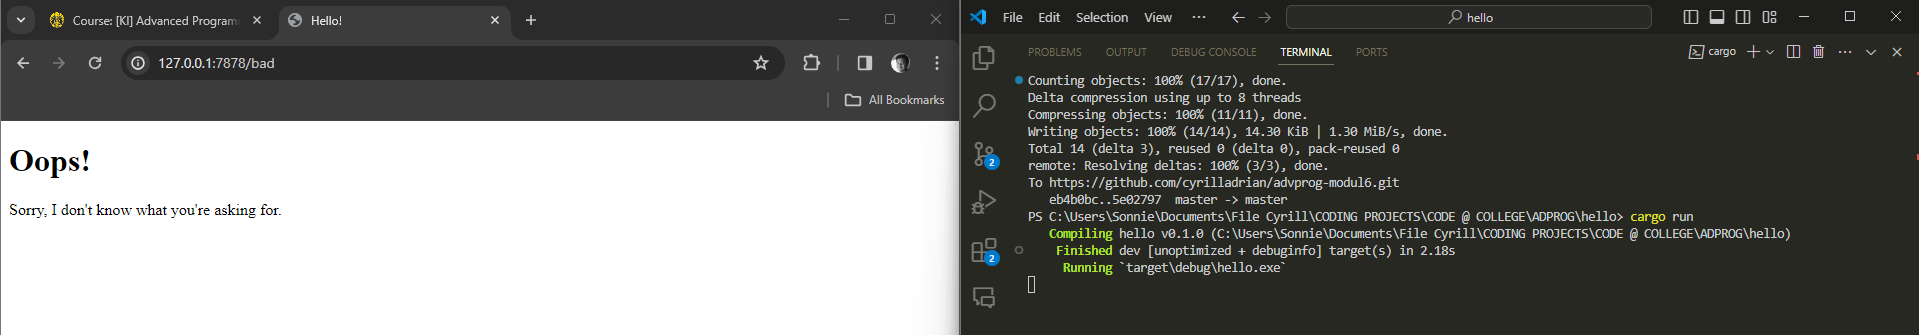 Course: [KI] Advanced Program
Hello!
127.0.0.1:7878/bad
All Bookmarks
Oops!
Sorry, I don't know what you're asking for.
File Edit Selection View ···
hello
PROBLEMS OUTPUT DEBUG CONSOLE TERMINAL PORTS
cargo
Counting objects: 100% (17/17), done.
Delta compression using up to 8 threads
Compressing objects: 100% (11/11), done.
Writing objects: 100% (14/14), 14.30 KiB | 1.30 MiB/s, done.
Total 14 (delta 3), reused 0 (delta 0), pack-reused 0
remote: Resolving deltas: 100% (3/3), done.
To https://github.com/cyrilladrian/advprog-modul6.git
eb4b0bc..5e02797  master -> master
PS C:\Users\Sonnie\Documents\File Cyrill\CODING PROJECTS\CODE @ COLLEGE\ADPROG\hello> cargo run
Compiling hello v0.1.0 (C:\Users\Sonnie\Documents\File Cyrill\CODING PROJECTS\CODE @ COLLEGE\ADPROG\hello)
Finished dev [unoptimized + debuginfo] target(s) in 2.18s
Running `target\debug\hello.exe`
2
2